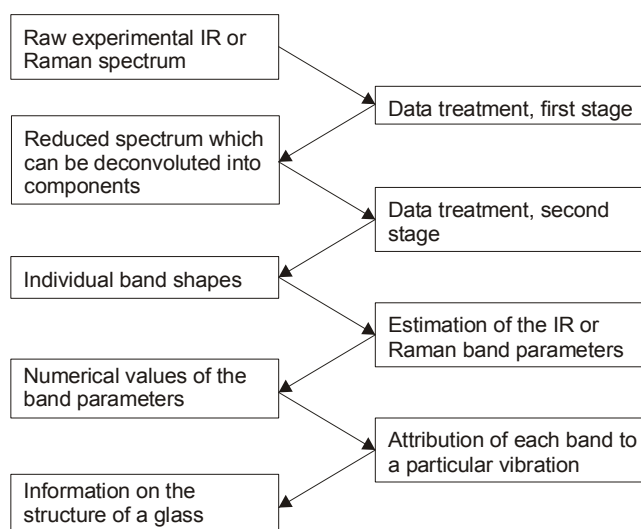 Raw experimental IR or
Raman spectrum
Data treatment, first stage
Reduced spectrum which
can be deconvoluted into
components
Data treatment, second
stage
Individual band shapes
Estimation of the IR or
Raman band parameters
Numerical values of the
band parameters
Attribution of each band to
a particular vibration
Information on the
structure of a glass